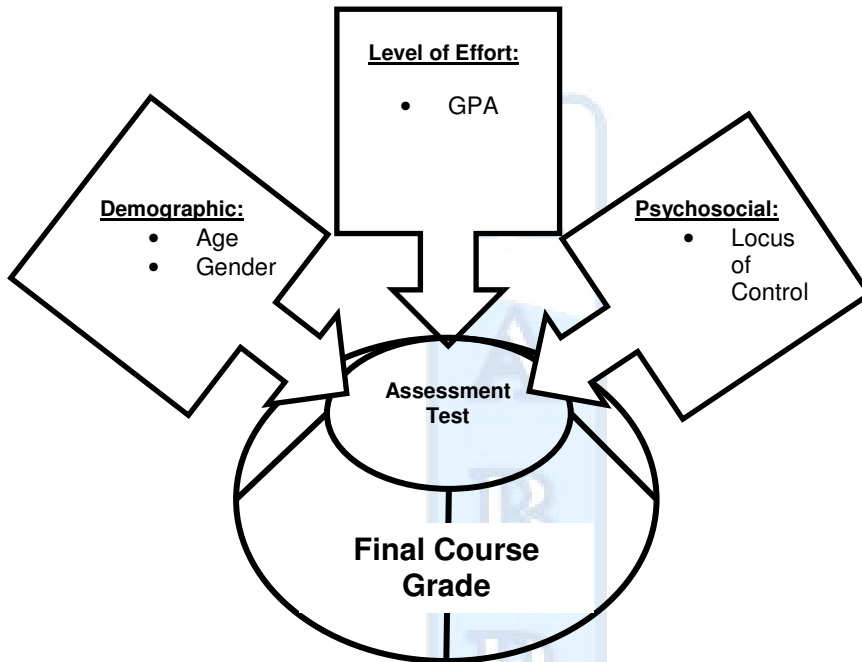 Level of Effort:
• GPA
Demographic:
• Age
• Gender
Psychosocial:
• Locus
of
Control
Assessment
Test
Final Course
Grade
A
R